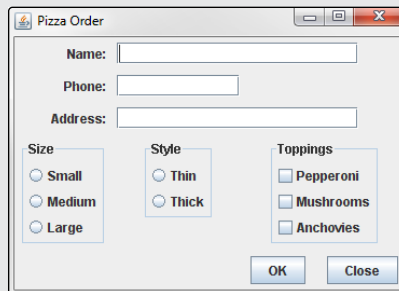 Pizza Order
Name:
Phone:
Address:
Size
Small
Medium
Large
Style
Thin
Thick
Toppings
Pepperoni
Mushrooms
Anchovies
OK
Close